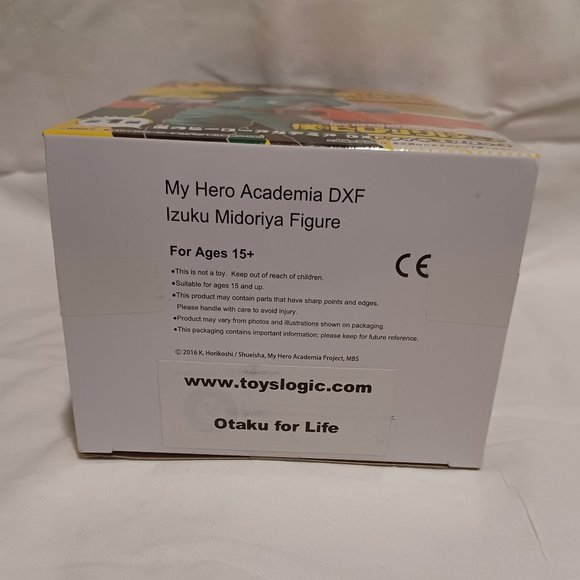 DXF
My Hero Academia DXF
Izuku Midoriya Figure
For Ages 15+
CE
●This is not a toy. Keep out of reach of children.
●Suitable for ages 15 and up.
●This product may contain parts that have sharp points and edges.
Please handle with care to avoid injury.
●Product may vary from photos and illustrations shown on packaging.
●This packaging contains important information; please keep for future reference.
© 2016 K. Horikoshi / Shueisha, My Hero Academia Project, MBS
www.toyslogic.com
Otaku for Life